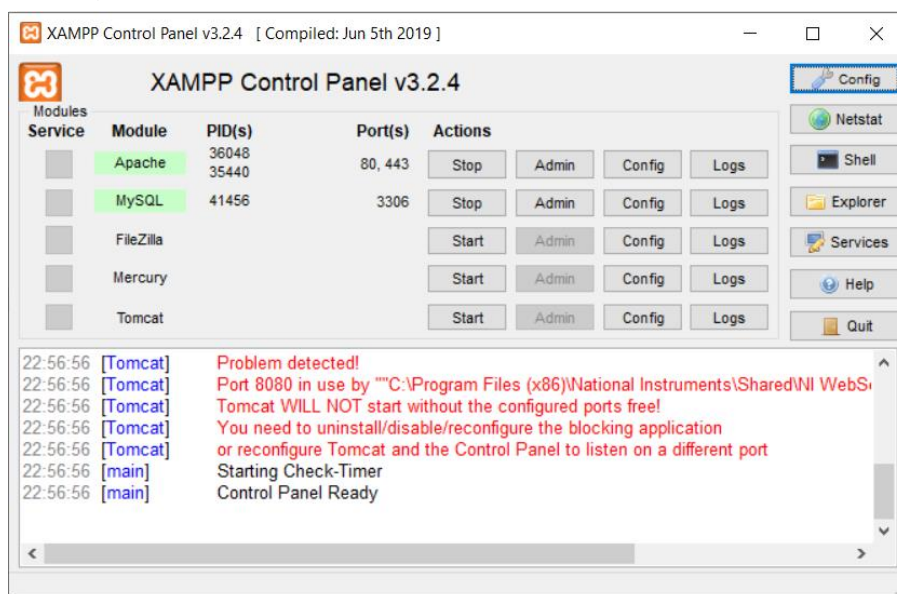 XAMPP Control Panel v3.2.4 [ Compiled: Jun 5th 2019 ]
XAMPP Control Panel v3.2.4
Config
Modules
Service Module PID(s) Port(s) Actions
Netstat
Apache 36048 35440 80, 443 Stop Admin Config Logs
Shell
MySQL 41456 3306 Stop Admin Config Logs
Explorer
FileZilla Start Admin Config Logs
Services
Mercury Start Admin Config Logs
Help
Tomcat Start Admin Config Logs
Quit
22:56:56 [Tomcat] Problem detected!
22:56:56 [Tomcat] Port 8080 in use by ""C:\Program Files (x86)\National Instruments\Shared\NI WebSe
22:56:56 [Tomcat] Tomcat WILL NOT start without the configured ports free!
22:56:56 [Tomcat] You need to uninstall/disable/reconfigure the blocking application
22:56:56 [Tomcat] or reconfigure Tomcat and the Control Panel to listen on a different port
22:56:56 [main] Starting Check-Timer
22:56:56 [main] Control Panel Ready